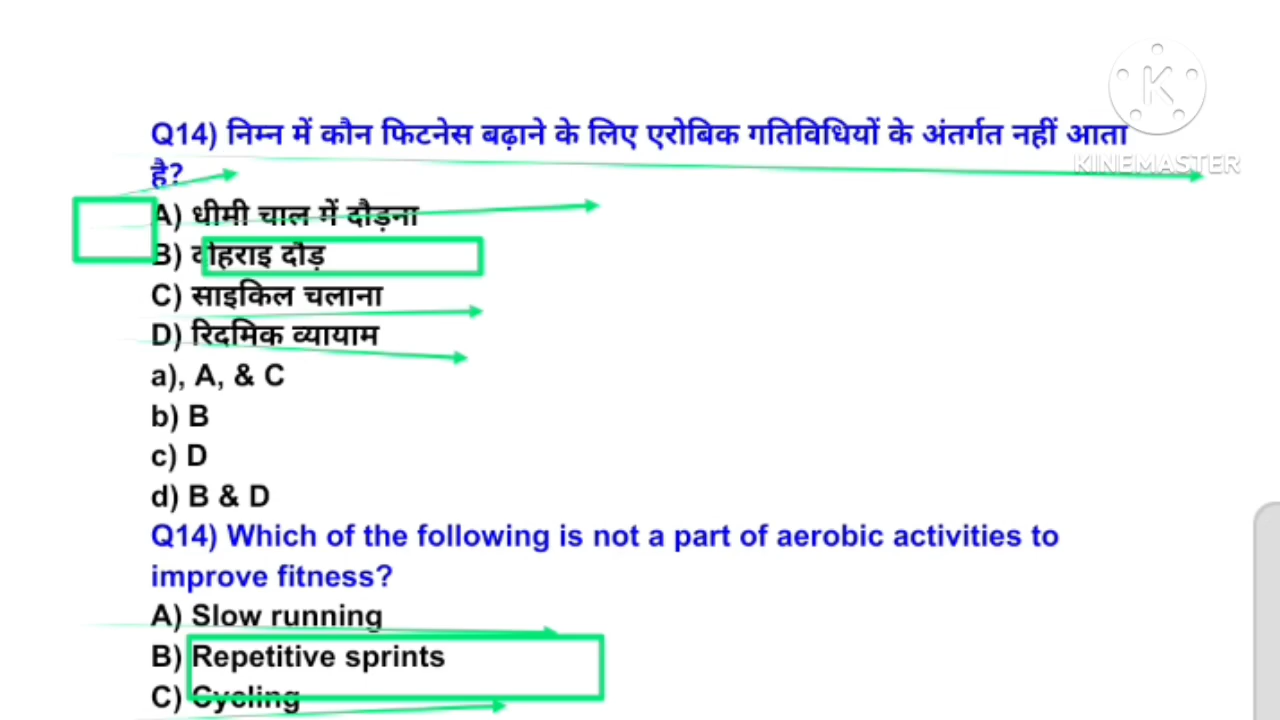 Q14) निम्न में कौन फिटनेस बढ़ाने के लिए एरोबिक गतिविधियों के अंतर्गत नहीं आता
है?
KINEMASTER
A) धीमी चाल में दौड़ना
B) दोहराइ दौड़
C) साइकिल चलाना
D) रिदमिक व्यायाम
a), A, & C
b) B
c) D
d) B & D
Q14) Which of the following is not a part of aerobic activities to
improve fitness?
A) Slow running
B) Repetitive sprints
C) Cycling